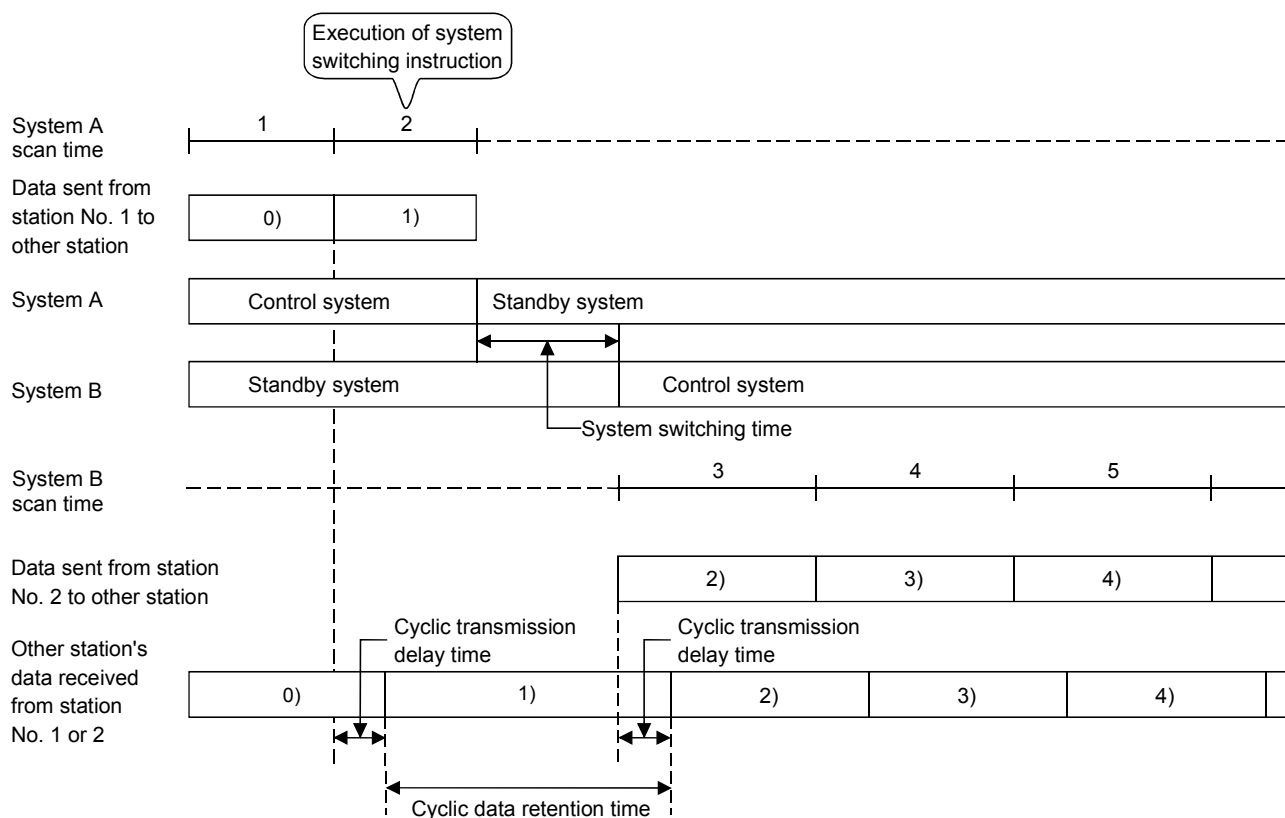 Execution of system
switching instruction
System A
scan time
1
2
Data sent from
station No. 1 to
other station
0)
1)
System A
Control system
Standby system
System B
Standby system
Control system
System switching time
System B
scan time
3
4
5
Data sent from station
No. 2 to other station
2)
3)
4)
Cyclic transmission
delay time
Cyclic transmission
delay time
Other station's
data received
from station
No. 1 or 2
0)
1)
2)
3)
4)
Cyclic data retention time